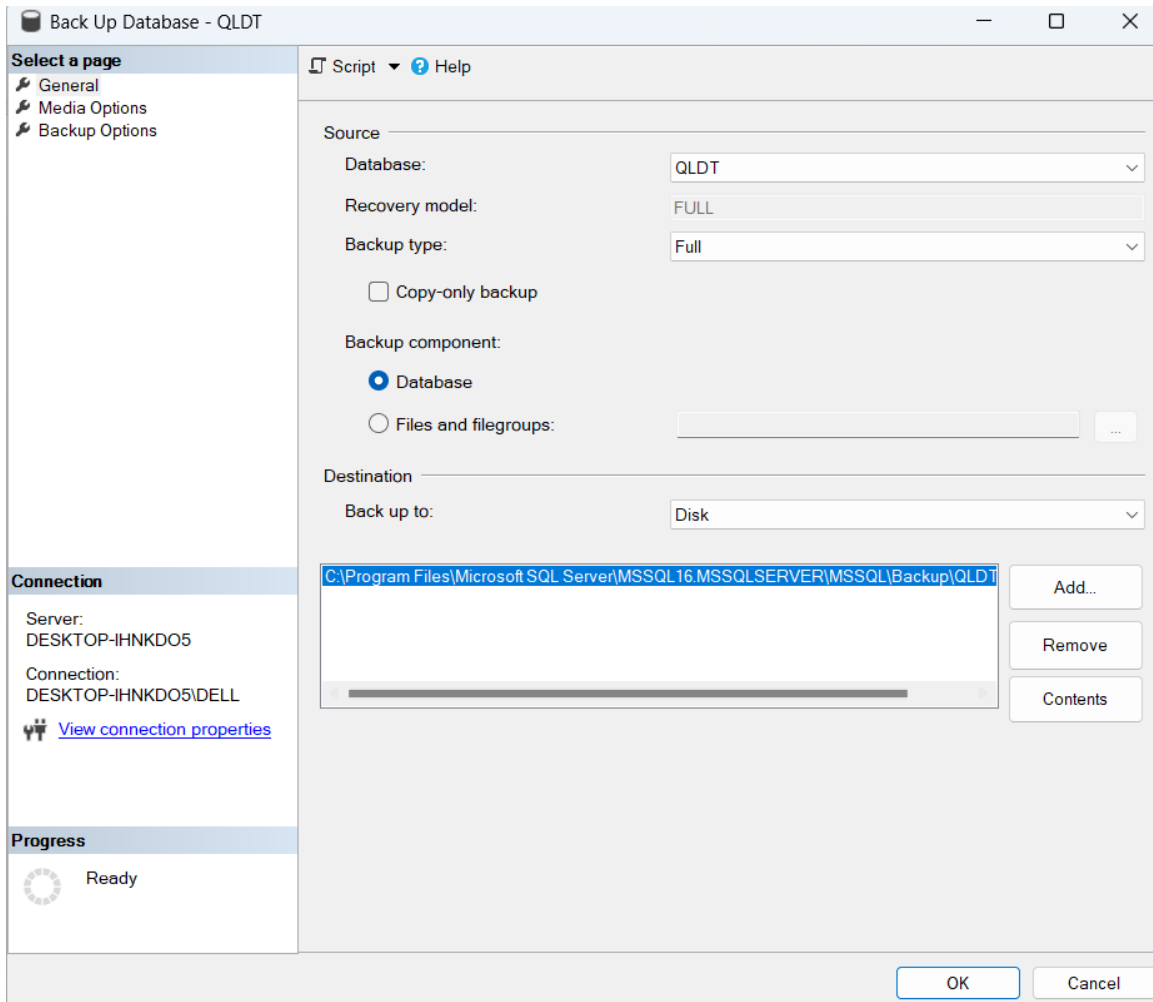 Back Up Database - QLDT
Select a page
General
Media Options
Backup Options
Script
Help
Source
Database:
QLDT
Recovery model:
FULL
Backup type:
Full
Copy-only backup
Backup component:
Database
Files and filegroups:
...
Destination
Back up to:
Disk
C:\Program Files\Microsoft SQL Server\MSSQL16.MSSQLSERVER\MSSQL\Backup\QLDT
Add...
Remove
Contents
Connection
Server:
DESKTOP-IHNKDO5
Connection:
DESKTOP-IHNKDO5\DELL
View connection properties
Progress
Ready
OK
Cancel